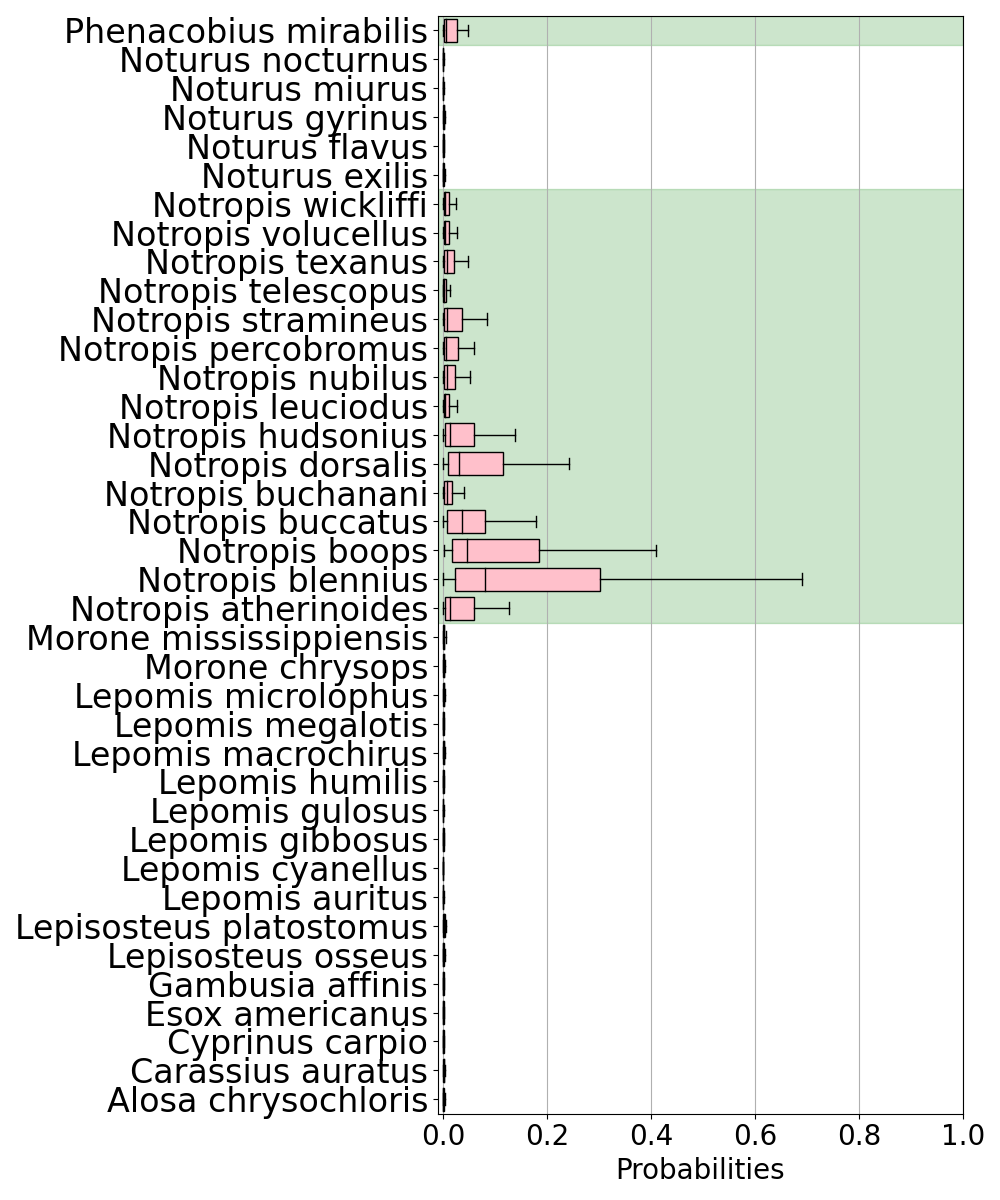 Phenacobius mirabilis
Noturus nocturnus
Noturus miurus
Noturus gyrinus
Noturus flavus
Noturus exilis
Notropis wickliffi
Notropis volucellus
Notropis texanus
Notropis telescopus
Notropis stramineus
Notropis percobromus
Notropis nubilus
Notropis leuciodus
Notropis hudsonius
Notropis dorsalis
Notropis buchanani
Notropis buccatus
Notropis boops
Notropis blennius
Notropis atherinoides
Morone mississippiensis
Morone chrysops
Lepomis microlophus
Lepomis megalotis
Lepomis macrochirus
Lepomis humilis
Lepomis gulosus
Lepomis gibbosus
Lepomis cyanellus
Lepomis auritus
Lepisosteus platostomus
Lepisosteus osseus
Gambusia affinis
Esox americanus
Cyprinus carpio
Carassius auratus
Alosa chrysochloris
0.0 0.2 0.4 0.6 0.8 1.0
Probabilities